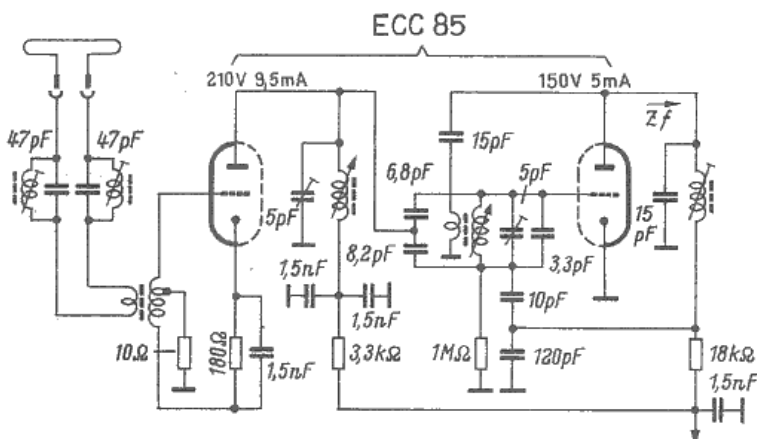 ECC 85
210V 9,5mA
150V 5mA
Zf
47pF
47pF
15pF
6,8pF
5pF
5pF
15
pF
8,2pF
3,3pF
1,5nF
1,5nF
10pF
10Ω
180Ω
1,5nF
3,3kΩ
1MΩ
120pF
18kΩ
1,5nF